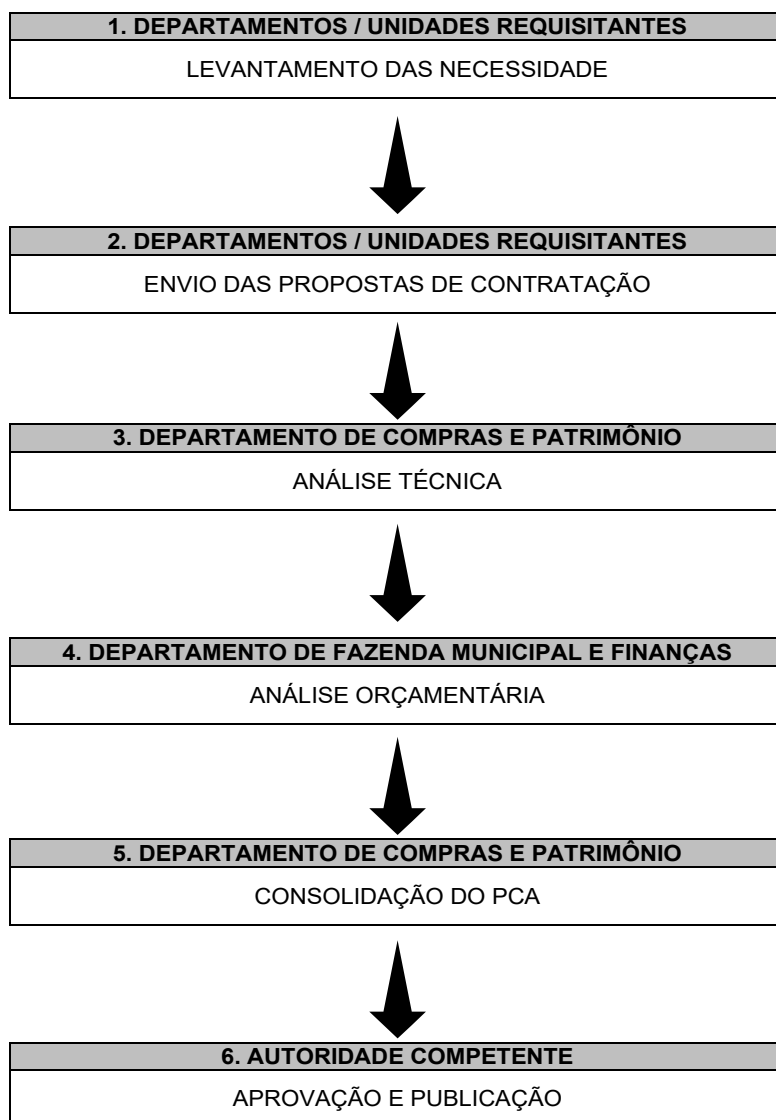 1. DEPARTAMENTOS / UNIDADES REQUISITANTES
LEVANTAMENTO DAS NECESSIDADE
2. DEPARTAMENTOS / UNIDADES REQUISITANTES
ENVIO DAS PROPOSTAS DE CONTRATAÇÃO
3. DEPARTAMENTO DE COMPRAS E PATRIMÔNIO
ANÁLISE TÉCNICA
4. DEPARTAMENTO DE FAZENDA MUNICIPAL E FINANÇAS
ANÁLISE ORÇAMENTÁRIA
5. DEPARTAMENTO DE COMPRAS E PATRIMÔNIO
CONSOLIDAÇÃO DO PCA
6. AUTORIDADE COMPETENTE
APROVAÇÃO E PUBLICAÇÃO